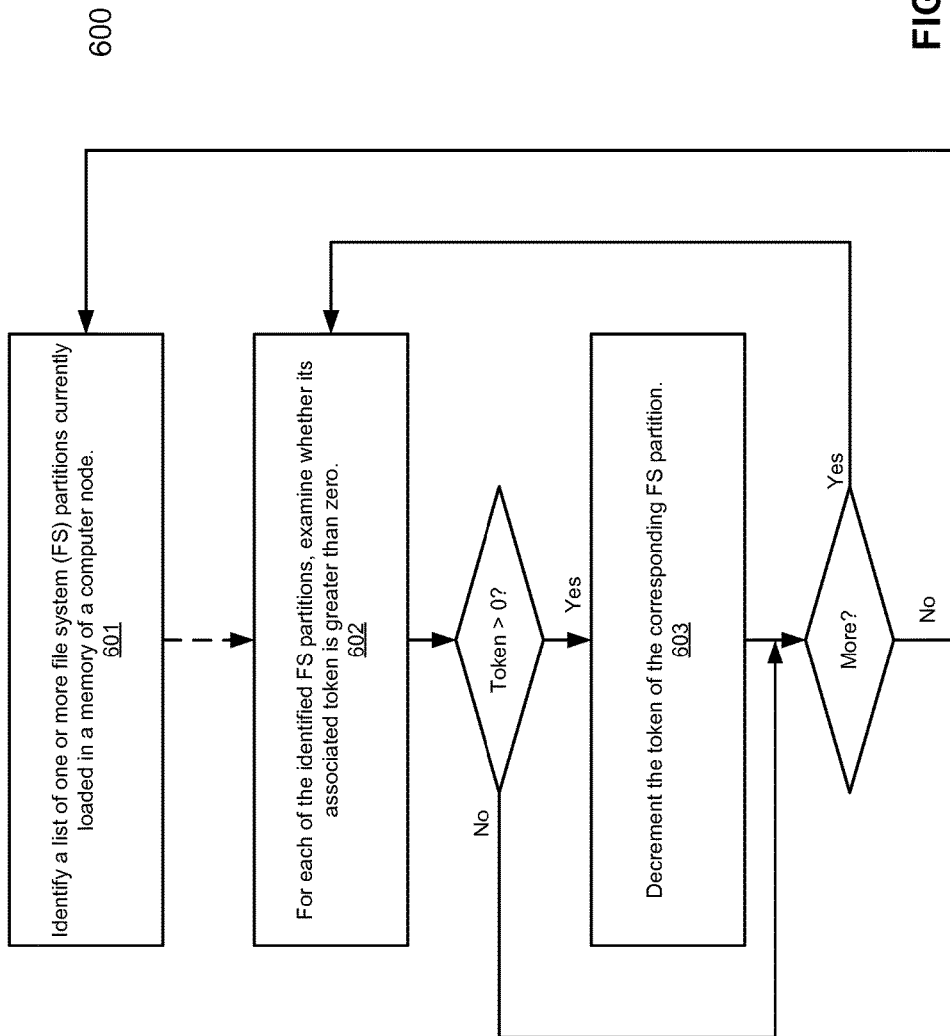 600
Identify a list of one or more file system (FS) partitions currently
loaded in a memory of a computer node.
601
For each of the identified FS partitions, examine whether its
associated token is greater than zero.
602
Token > 0?
No
Yes
Decrement the token of the corresponding FS partition.
603
More?
Yes
No
FIG